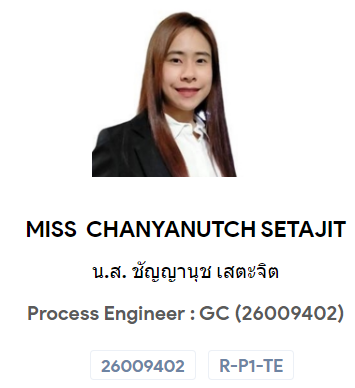 MISS CHANYANUTCH SETAJIT
น.ส. ชัญญานุช เสตะจิต
Process Engineer : GC (26009402)
26009402 R-P1-TE